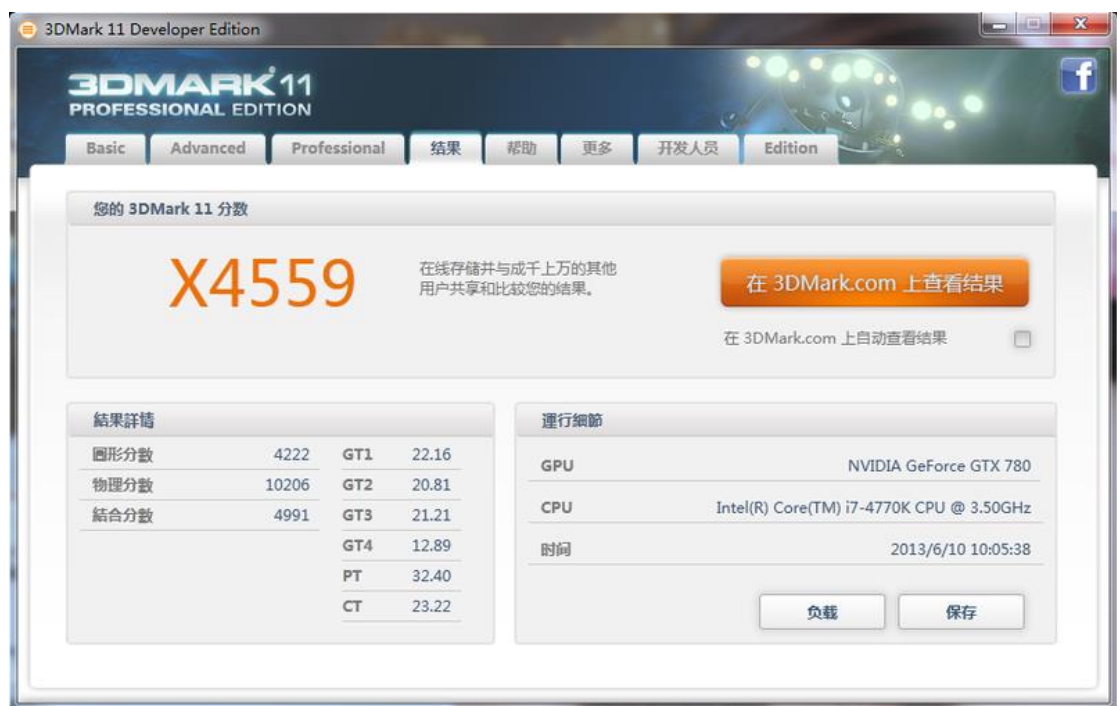 3DMark 11 Developer Edition
3DMARK 11
PROFESSIONAL EDITION
f
Basic Advanced Professional 结果 帮助 更多 开发人员 Edition
您的 3DMark 11 分数
X4559
在线存储并与成千上万的其他
用户共享和比较您的结果。
在 3DMark.com 上查看结果
在 3DMark.com 上自动查看结果
結果詳情
圖形分數 4222 GT1 22.16
物理分數 10206 GT2 20.81
結合分數 4991 GT3 21.21
GT4 12.89
PT 32.40
CT 23.22
運行細節
GPU NVIDIA GeForce GTX 780
CPU Intel(R) Core(TM) i7-4770K CPU @ 3.50GHz
时间 2013/6/10 10:05:38
负载 保存